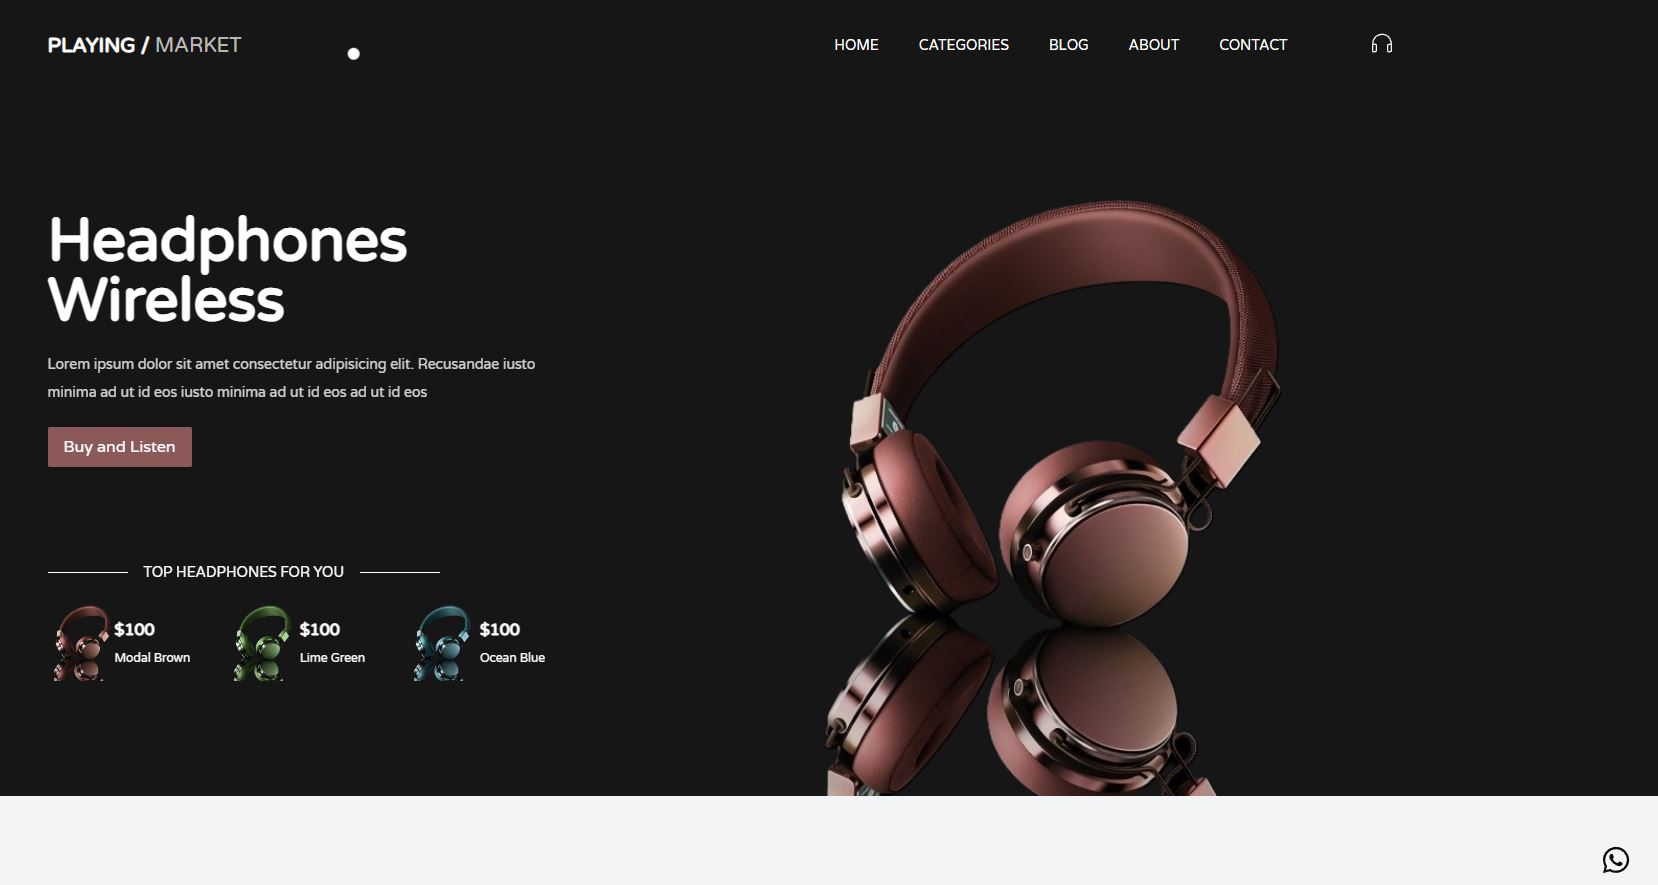 PLAYING / MARKET
HOME CATEGORIES BLOG ABOUT CONTACT
Headphones
Wireless
Lorem ipsum dolor sit amet consectetur adipisicing elit. Recusandae iusto
minima ad ut id eos iusto minima ad ut id eos ad ut id eos
Buy and Listen
TOP HEADPHONES FOR YOU
$100
Modal Brown
$100
Lime Green
$100
Ocean Blue